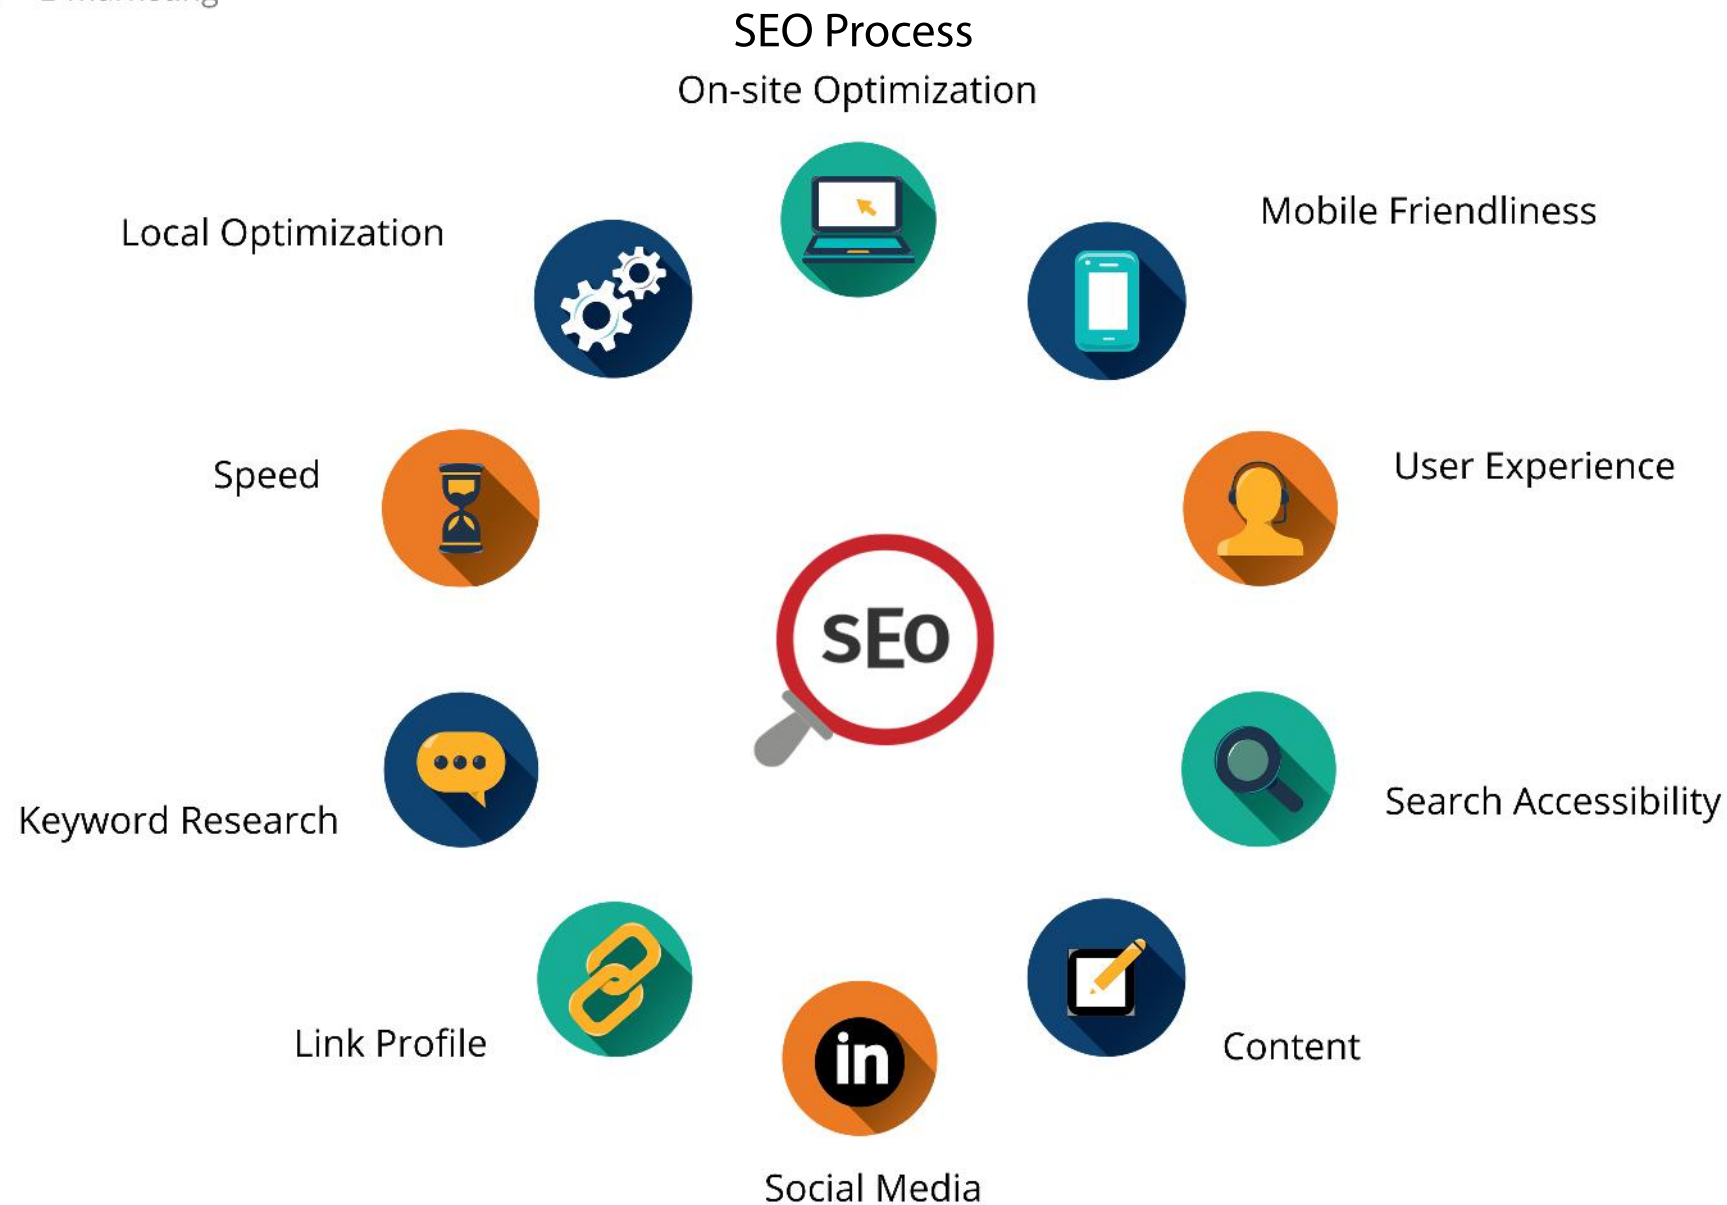 SEO Process
On-site Optimization
Mobile Friendliness
Local Optimization
User Experience
Speed
sEo
Search Accessibility
Keyword Research
Link Profile
Content
in
Social Media